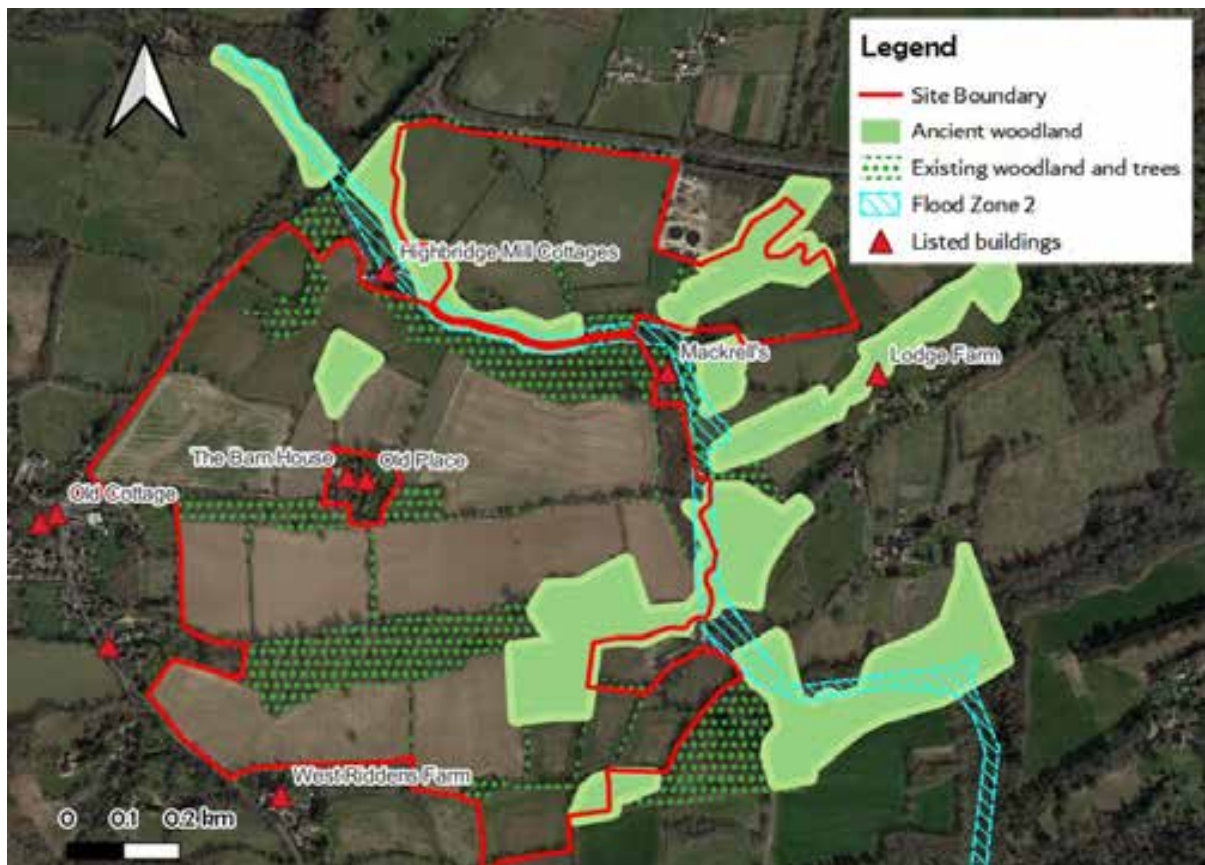 Legend
Site Boundary
Ancient woodland
Existing woodland and trees
Flood Zone 2
Listed buildings
Highbridge Mill Cottages
Mackrell's
Lodge Farm
The Barn House
Old Place
Old Cottage
West Riddens Farm
0 0.1 0.2 km